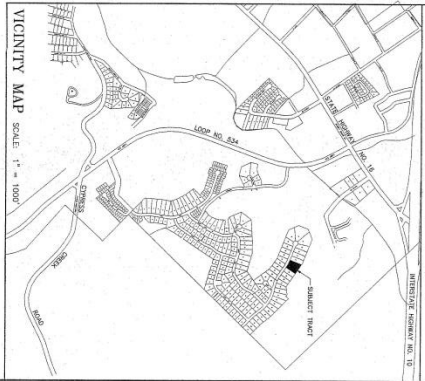 VICINITY MAP
SCALE: 1" = 1000'
LOOP NO. 534
STATE HIGHWAY NO. 16
INTERSTATE HIGHWAY NO. 10
SUBJECT TRACT
CYPRESS
CREEK
ROAD